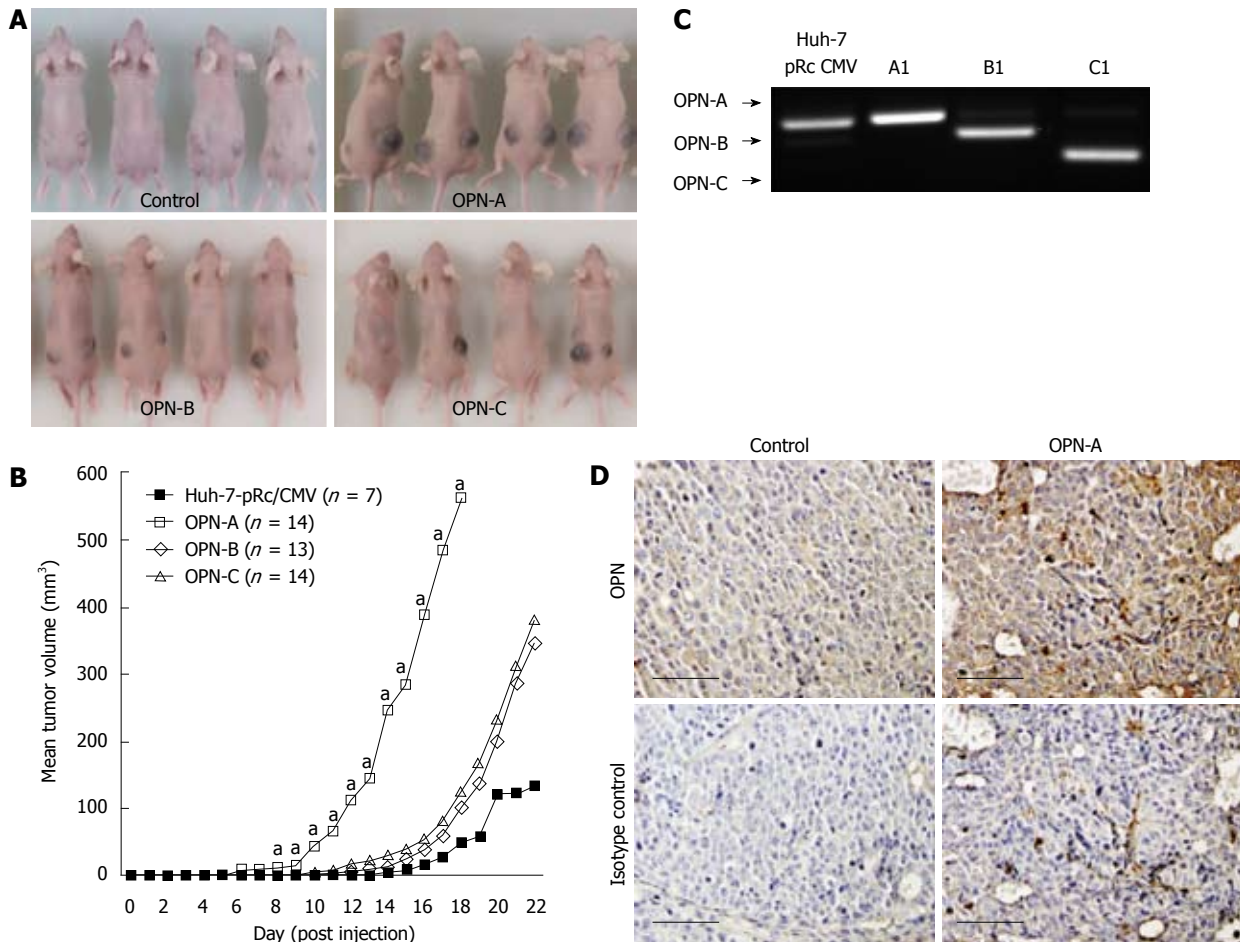 A
Control
OPN-A
OPN-B
OPN-C
B
600
500
400
300
200
100
0
Mean tumor volume (mm³)
Huh-7-pRc/CMV (n = 7)
OPN-A (n = 14)
OPN-B (n = 13)
OPN-C (n = 14)
a
a
a
a
a
a
a
a
a
a
a
0 2 4 6 8 10 12 14 16 18 20 22
Day (post injection)
C
Huh-7
pRc CMV A1 B1 C1
OPN-A
OPN-B
OPN-C
D
Control OPN-A
OPN
Isotype control